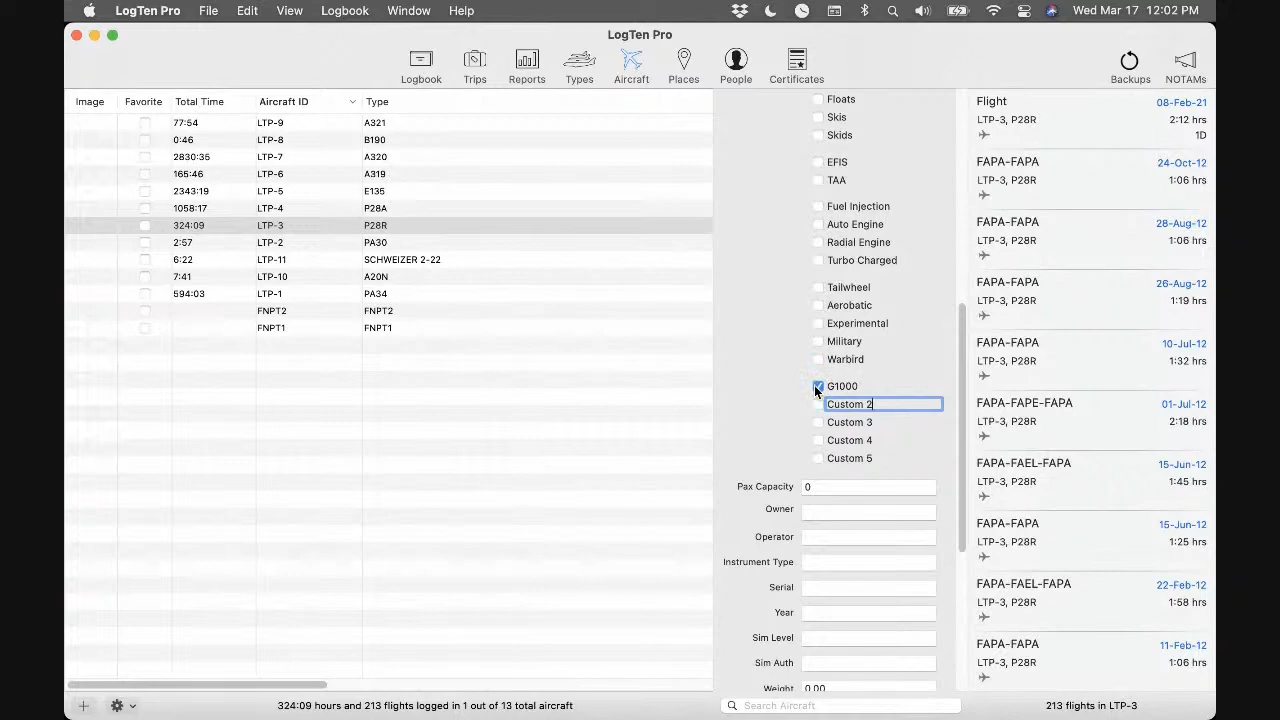 LogTen Pro File Edit View Logbook Window Help Wed Mar 17 12:02 PM
LogTen Pro
Logbook Trips Reports Types Aircraft Places People Certificates Backups NOTAMs
Image Favorite Total Time Aircraft ID Type
77:54 LTP-9 A321
0:46 LTP-8 B190
2830:35 LTP-7 A320
165:46 LTP-6 A319
2343:19 LTP-5 E135
1058:17 LTP-4 P28A
324:09 LTP-3 P28R
2:57 LTP-2 PA30
6:22 LTP-11 SCHWEIZER 2-22
7:41 LTP-10 A20N
594:03 LTP-1 PA34
FNPT2 FNPT2
FNPT1 FNPT1
Floats
Skis
Skids
EFIS
TAA
Fuel Injection
Auto Engine
Radial Engine
Turbo Charged
Tailwheel
Aerobatic
Experimental
Military
Warbird
G1000
Custom 2
Custom 3
Custom 4
Custom 5
Pax Capacity 0
Owner
Operator
Instrument Type
Serial
Year
Sim Level
Sim Auth
Weight 0.00
Flight 08-Feb-21
LTP-3, P28R 2:12 hrs
1D
FAPA-FAPA 24-Oct-12
LTP-3, P28R 1:06 hrs
FAPA-FAPA 28-Aug-12
LTP-3, P28R 1:06 hrs
FAPA-FAPA 26-Aug-12
LTP-3, P28R 1:19 hrs
FAPA-FAPA 10-Jul-12
LTP-3, P28R 1:32 hrs
FAPA-FAPE-FAPA 01-Jul-12
LTP-3, P28R 2:18 hrs
FAPA-FAEL-FAPA 15-Jun-12
LTP-3, P28R 1:45 hrs
FAPA-FAPA 15-Jun-12
LTP-3, P28R 1:25 hrs
FAPA-FAEL-FAPA 22-Feb-12
LTP-3, P28R 1:58 hrs
FAPA-FAPA 11-Feb-12
LTP-3, P28R 1:06 hrs
324:09 hours and 213 flights logged in 1 out of 13 total aircraft Search Aircraft 213 flights in LTP-3